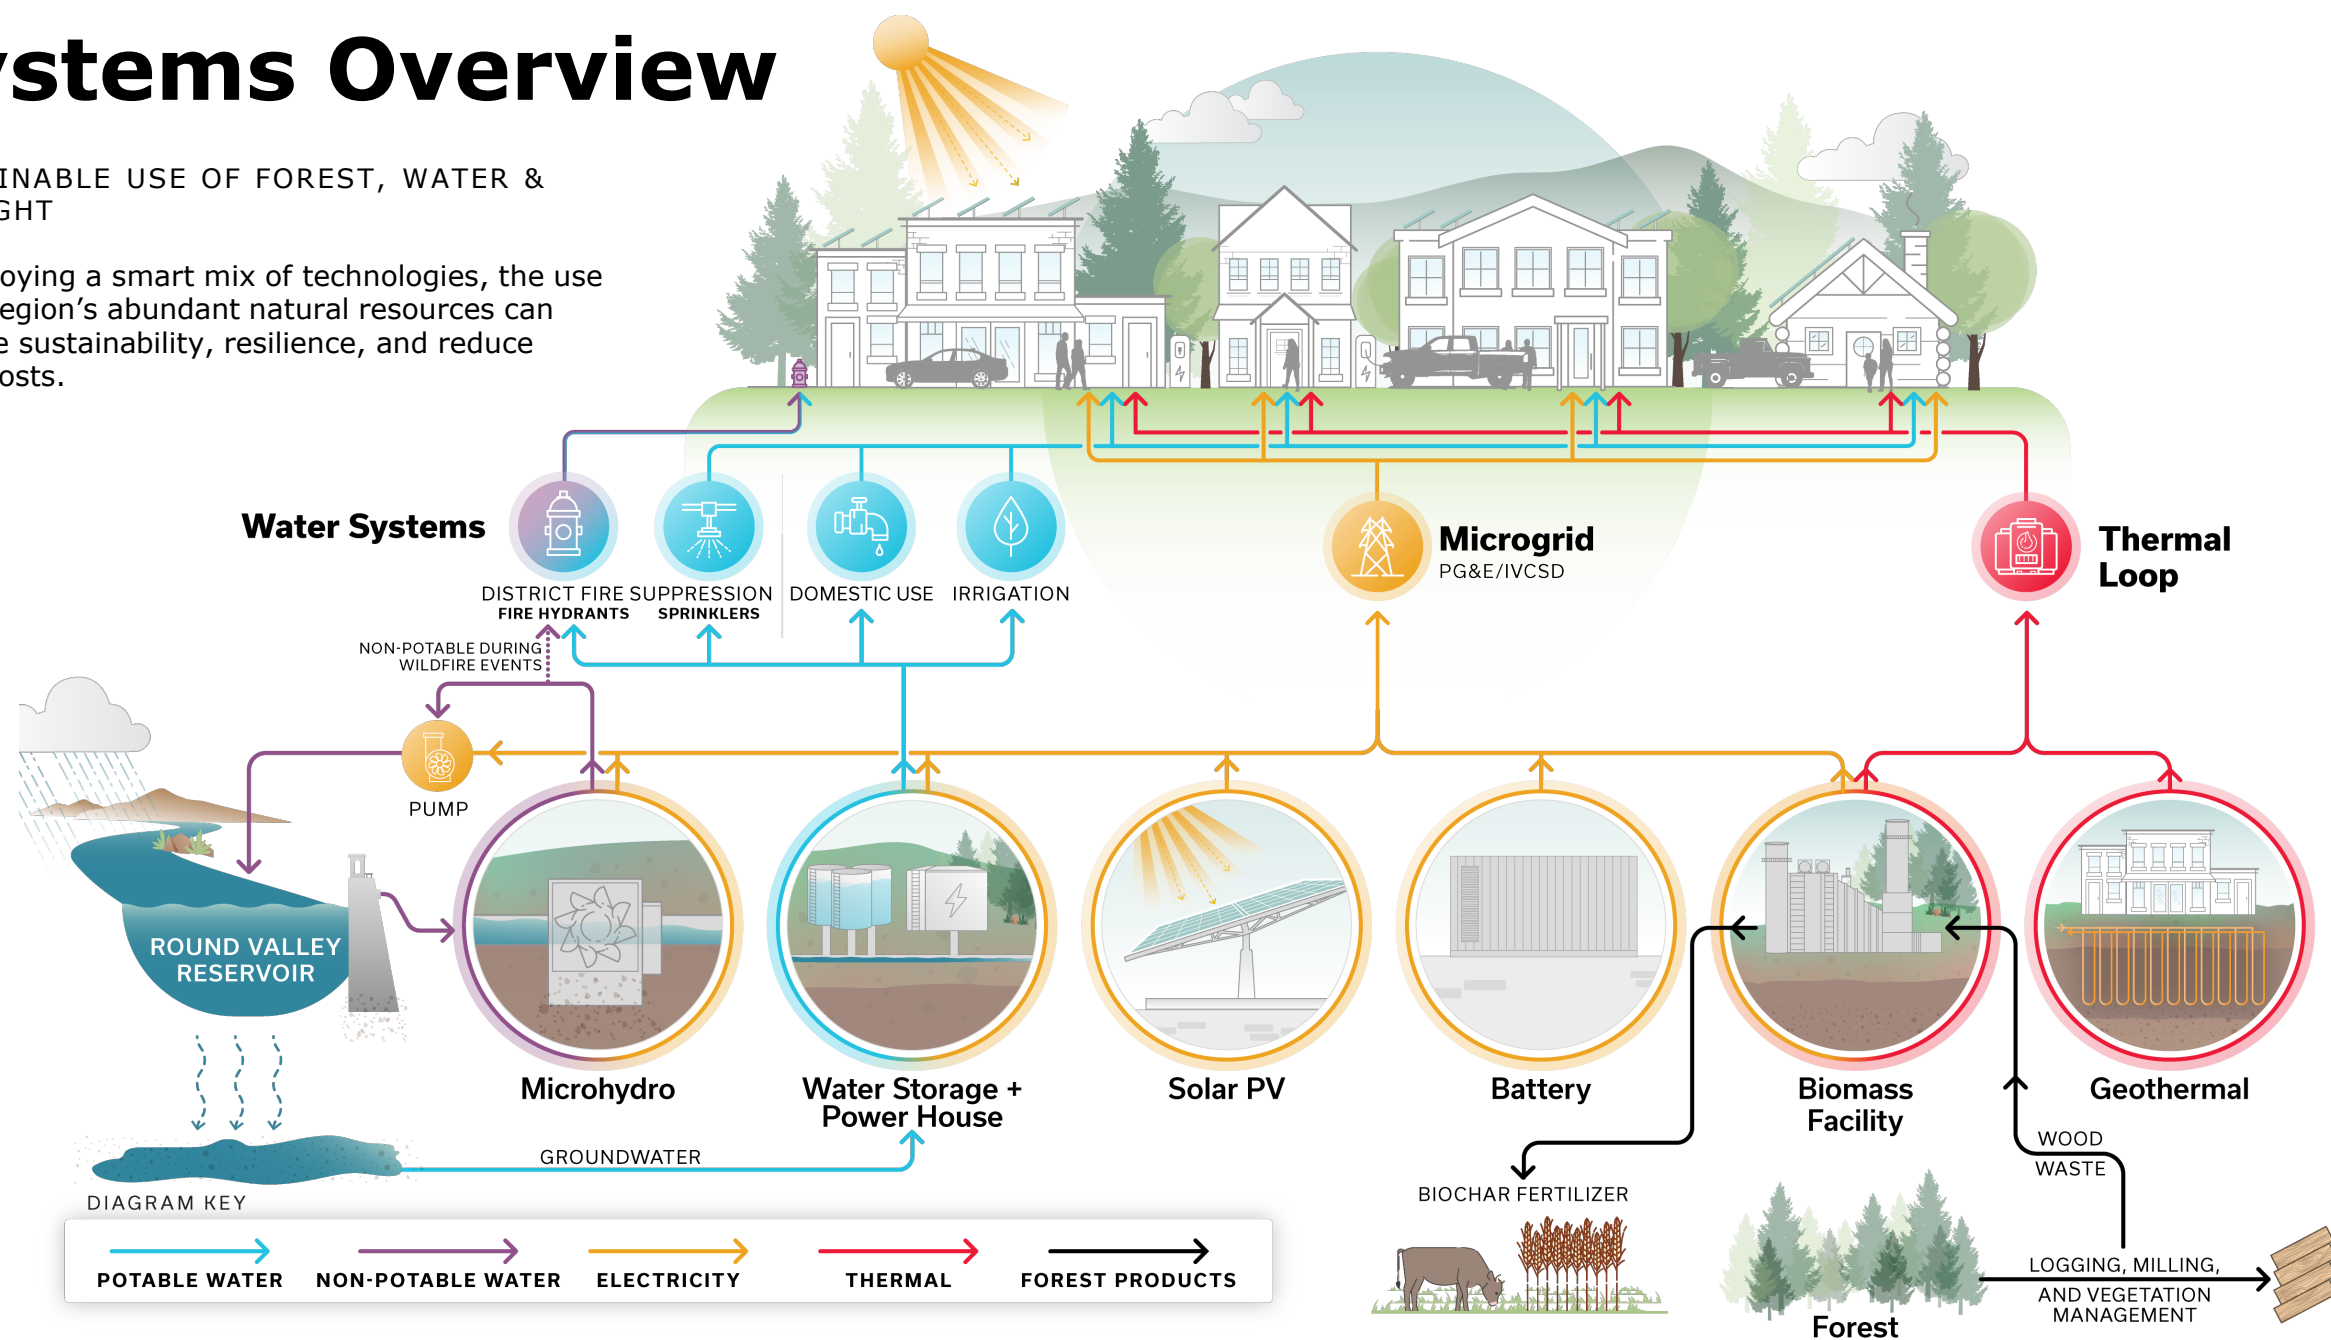 ystems Overview
INABLE USE OF FOREST, WATER &
GHT
oying a smart mix of technologies, the use
egion's abundant natural resources can
e sustainability, resilience, and reduce
osts.
Water Systems
DISTRICT FIRE SUPPRESSION
FIRE HYDRANTS
SPRINKLERS
DOMESTIC USE
IRRIGATION
Microgrid
PG&E/IVCSD
Thermal
Loop
NON-POTABLE DURING
WILDFIRE EVENTS
PUMP
ROUND VALLEY
RESERVOIR
Microhydro
Water Storage +
Power House
Solar PV
Battery
Biomass
Facility
Geothermal
GROUNDWATER
WOOD
WASTE
BIOCHAR FERTILIZER
LOGGING, MILLING,
AND VEGETATION
MANAGEMENT
Forest
DIAGRAM KEY
POTABLE WATER
NON-POTABLE WATER
ELECTRICITY
THERMAL
FOREST PRODUCTS